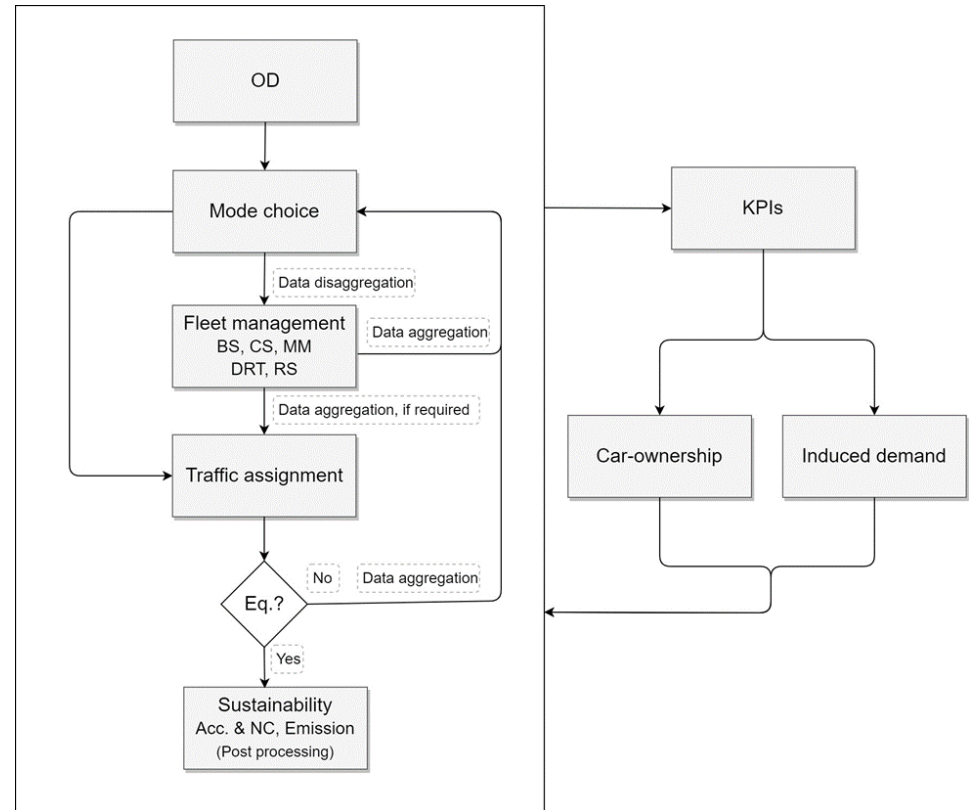 OD
Mode choice
KPIs
Data disaggregation
Fleet management
BS, CS, MM
DRT, RS
Data aggregation
Data aggregation, if required
Traffic assignment
Car-ownership
Induced demand
Eq.?
No
Data aggregation
Yes
Sustainability
Acc. & NC, Emission
(Post processing)